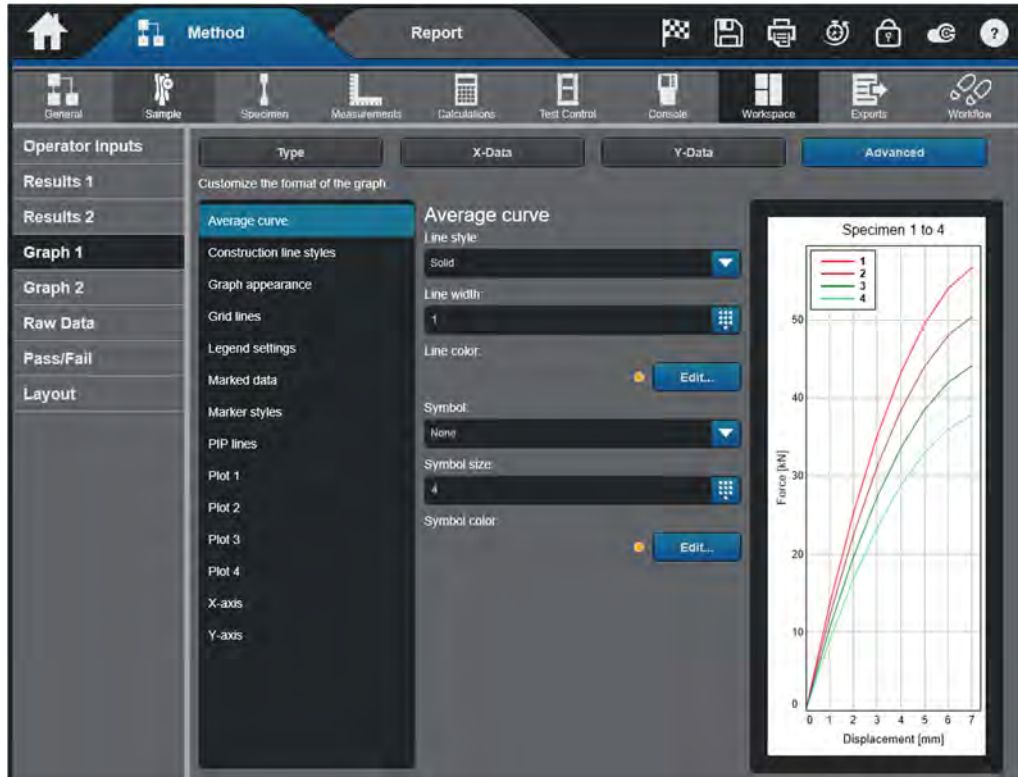 Method
Report
?
General
Sample
Specimen
Measurements
Calculations
Test Control
Console
Workspace
Exports
Workflow
Operator Inputs
Results 1
Results 2
Graph 1
Graph 2
Raw Data
Pass/Fail
Layout
Type
X-Data
Y-Data
Advanced
Customize the format of the graph.
Average curve
Construction line styles
Graph appearance
Grid lines
Legend settings
Marked data
Marker styles
PIP lines
Plot 1
Plot 2
Plot 3
Plot 4
X-axis
Y-axis
Average curve
Line style:
Solid
Line width:
1
Line color:
Edit...
Symbol:
None
Symbol size:
4
Symbol color:
Edit...
Specimen 1 to 4
1
2
3
4
50
40
30
20
10
0
Force [kN]
0 1 2 3 4 5 6 7
Displacement [mm]